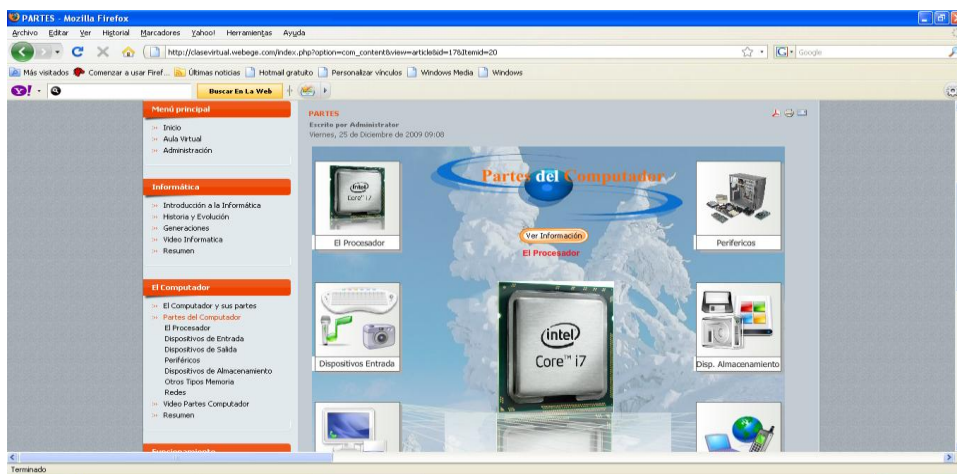 PARTES - Mozilla Firefox
Archivo Editar Ver Historial Marcadores Yahoo! Herramientas Ayuda
http://clasevirtual.webege.com/index.php?option=com_content&view=article&id=17&Itemid=20
Google
Más visitados Comenzar a usar Firef... Últimas noticias Hotmail gratuito Personalizar vínculos Windows Media Windows
Buscar En La Web
Menú principal
Inicio
Aula Virtual
Administración
Informática
Introducción a la Informática
Historia y Evolución
Generaciones
Video Informatica
Resumen
El Computador
El Computador y sus partes
Partes del Computador
El Procesador
Dispositivos de Entrada
Dispositivos de Salida
Periféricos
Dispositivos de Almacenamiento
Otros Tipos Memoria
Redes
Video Partes Computador
Resumen
Funcionamiento
PARTES
Escrito por Administrator
Viernes, 25 de Diciembre de 2009 09:08
Partes del Computador
intel
Core™ i7
El Procesador
Ver Información
El Procesador
Perifericos
Dispositivos Entrada
intel
Core™ i7
Disp. Almacenamiento
Terminado